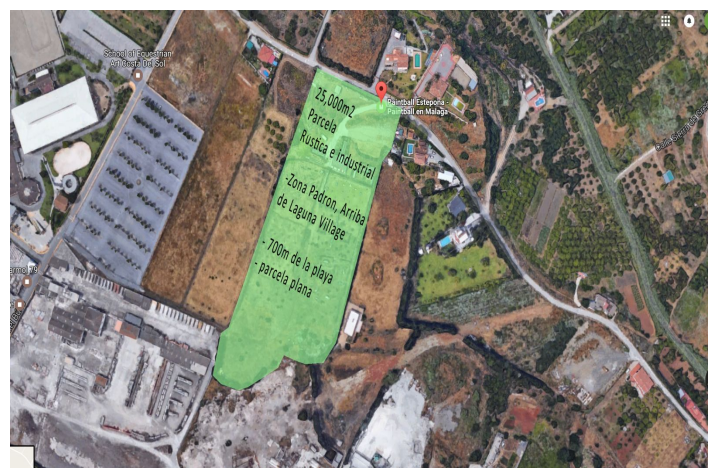 School of Equestrian
Art Costa Del Sol
25,000m2
Parcela
Rustica e industrial
Paintball Estepona -
Paintball en Málaga
-Zona Padron, Arriba
de Laguna Village
- 700m de la playa
- parcela plana